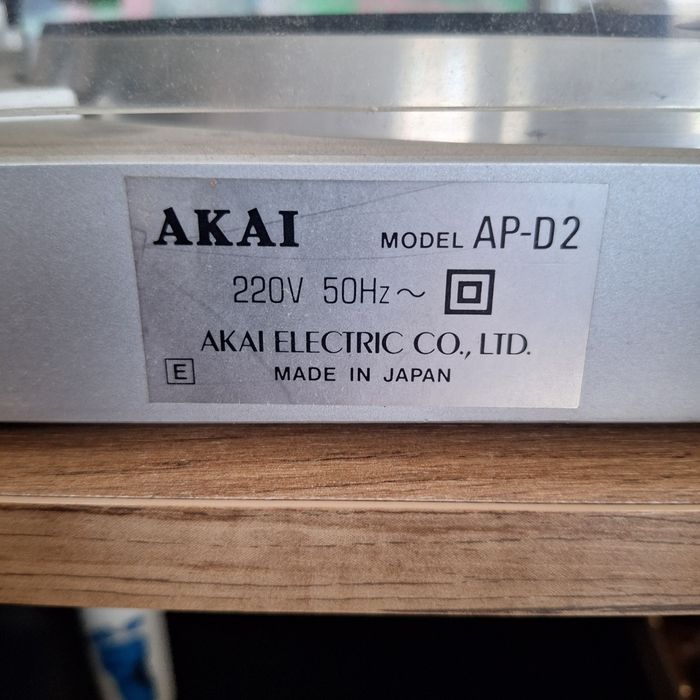 AKAI MODEL AP-D2
220V 50Hz ~
AKAI ELECTRIC CO., LTD.
E MADE IN JAPAN